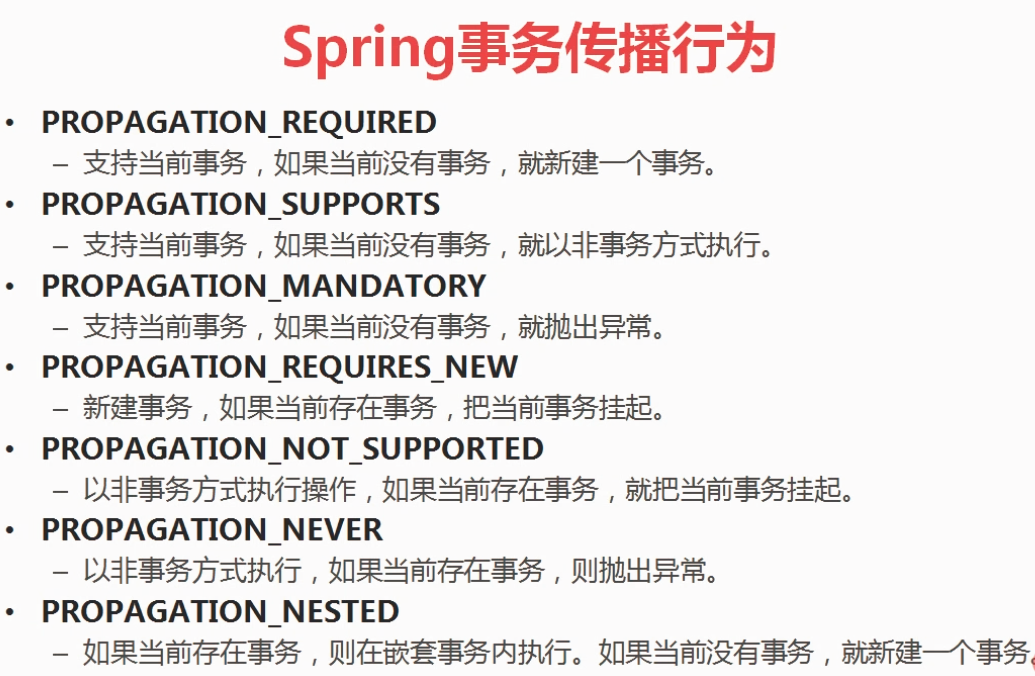 Spring事务传播行为
• PROPAGATION_REQUIRED
– 支持当前事务，如果当前没有事务，就新建一个事务。
• PROPAGATION_SUPPORTS
– 支持当前事务，如果当前没有事务，就以非事务方式执行。
• PROPAGATION_MANDATORY
– 支持当前事务，如果当前没有事务，就抛出异常。
• PROPAGATION_REQUIRES_NEW
– 新建事务，如果当前存在事务，把当前事务挂起。
• PROPAGATION_NOT_SUPPORTED
– 以非事务方式执行操作，如果当前存在事务，就把当前事务挂起。
• PROPAGATION_NEVER
– 以非事务方式执行，如果当前存在事务，则抛出异常。
• PROPAGATION_NESTED
– 如果当前存在事务，则在嵌套事务内执行。如果当前没有事务，就新建一个事务。